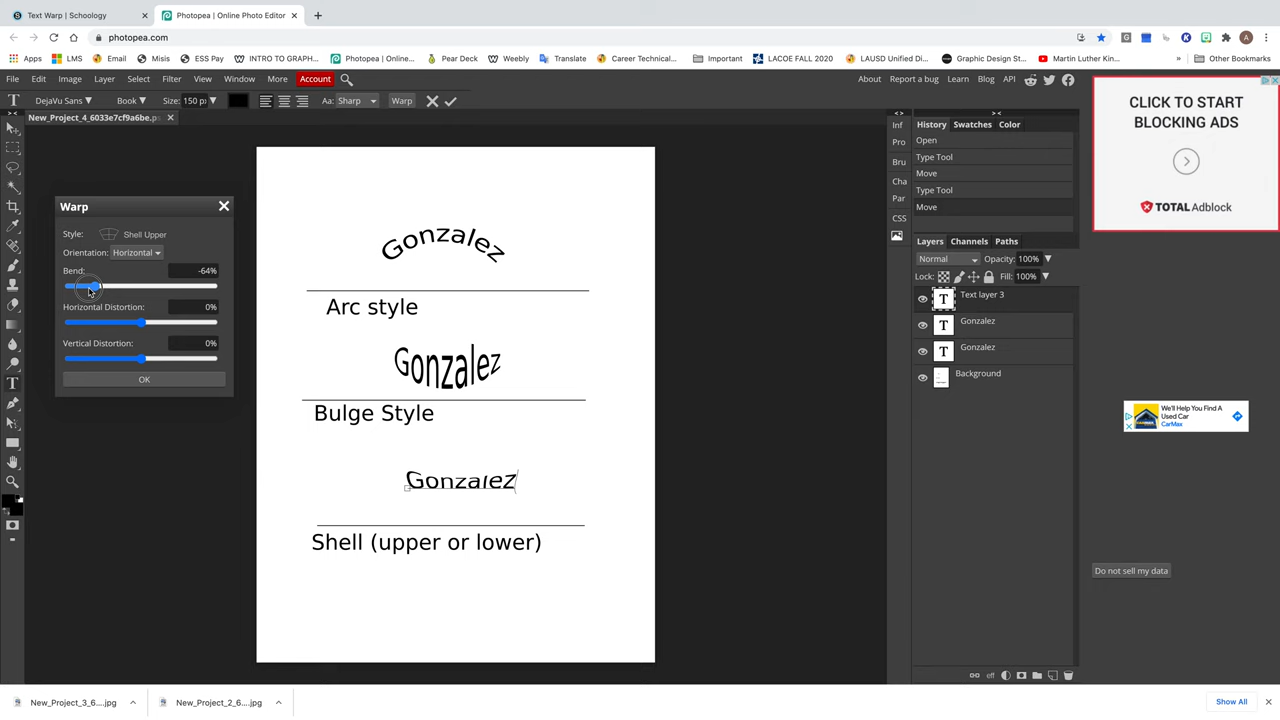 Text Warp | Schoology
Photopea | Online Photo Editor
photopea.com
Apps
LMS
Email
Misis
ESS Pay
INTRO TO GRAPH...
Photopea | Online...
Pear Deck
Weebly
Translate
Career Technical...
Important
LACOE FALL 2020
LAUSD Unified Di...
Graphic Design St...
Martin Luther Kin...
»
Other Bookmarks
File Edit Image Layer Select Filter View Window More Account
About Report a bug Learn Blog API
DejaVu Sans Book Size: 150 px Aa: Sharp Warp
New_Project_4_6033e7cf9a6be.ps
Warp
Style: Shell Upper
Orientation: Horizontal
Bend: -64%
Horizontal Distortion: 0%
Vertical Distortion: 0%
OK
Gonzalez
Arc style
Gonzalez
Bulge Style
Gonzalez
Shell (upper or lower)
Inf
Pro
Bru
Cha
Par
CSS
History Swatches Color
Open
Type Tool
Move
Type Tool
Move
Layers Channels Paths
Normal Opacity: 100%
Lock: Fill: 100%
T Text layer 3
T Gonzalez
T Gonzalez
Background
eff
CLICK TO START
BLOCKING ADS
TOTAL Adblock
We'll Help You Find A
Used Car
CarMax
Do not sell my data
New_Project_3_6....jpg
New_Project_2_6....jpg
Show All